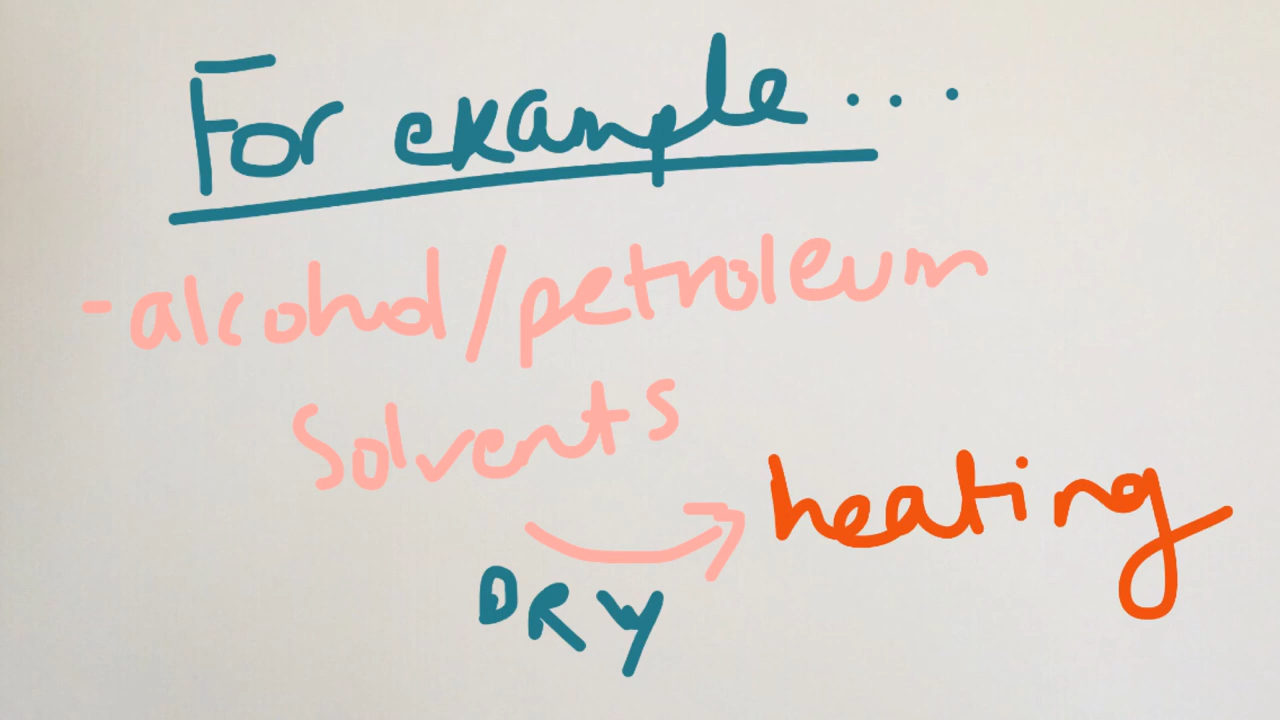 For example...
-alcohol/petroleum
Solvents
heating
DRY